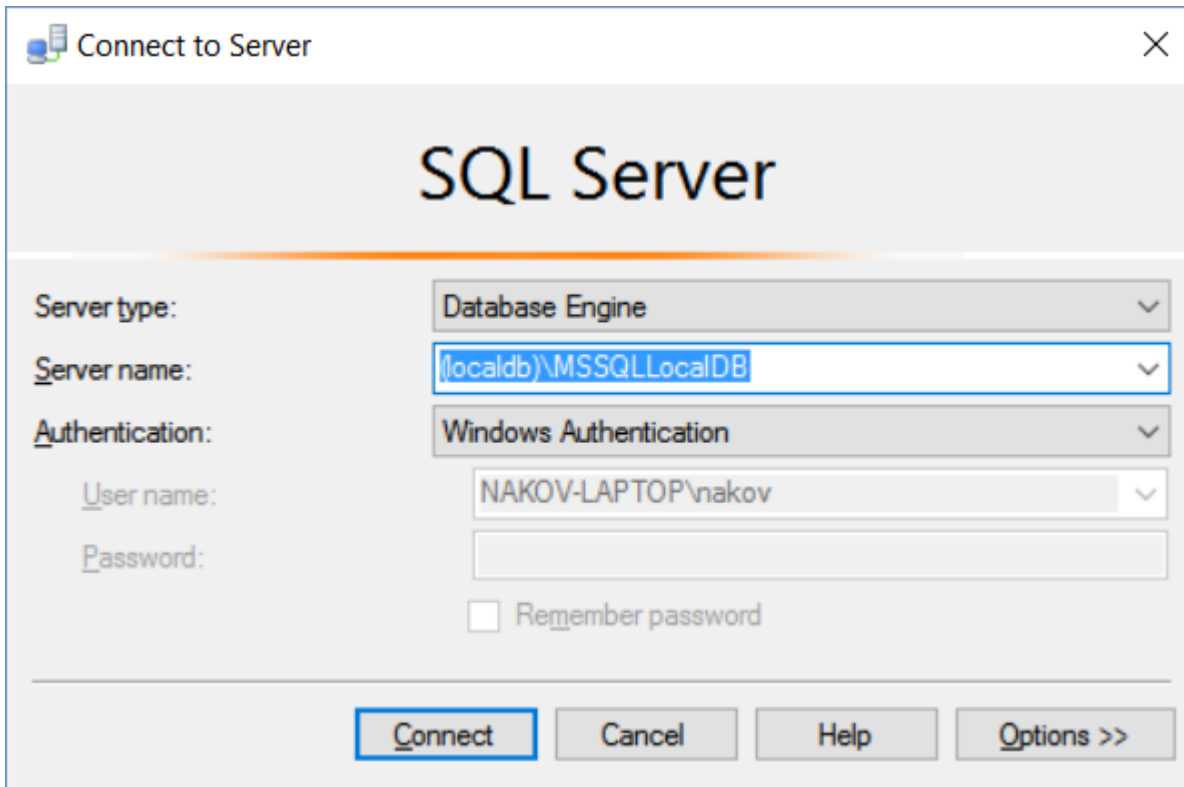 Connect to Server
SQL Server
Server type: Database Engine
Server name: (localdb)\MSSQLLocalDB
Authentication: Windows Authentication
User name: NAKOV-LAPTOP\nakov
Password:
Remember password
Connect Cancel Help Options >>